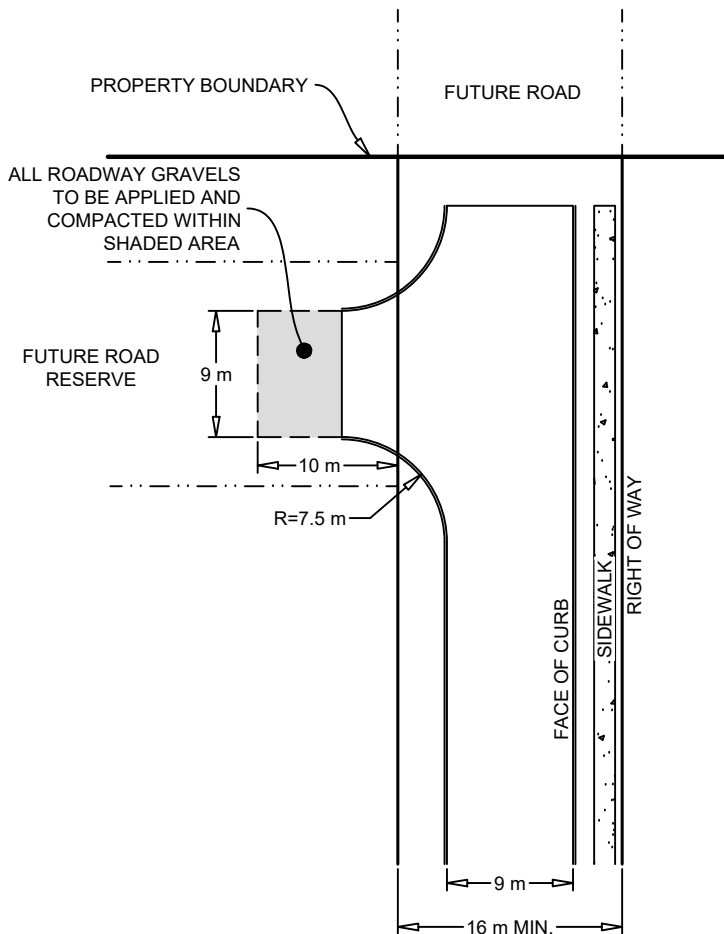 PROPERTY BOUNDARY
FUTURE ROAD
ALL ROADWAY GRAVELS
TO BE APPLIED AND
COMPACTED WITHIN
SHADED AREA
FUTURE ROAD
RESERVE
9 m
10 m
R=7.5 m
FACE OF CURB
SIDEWALK
RIGHT OF WAY
9 m
16 m MIN.